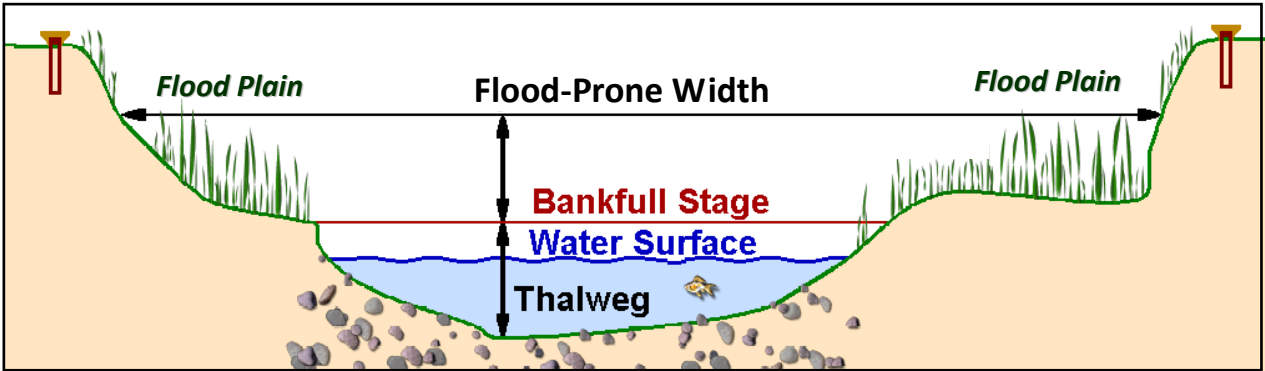 Flood Plain
Flood-Prone Width
Flood Plain
Bankfull Stage
Water Surface
Thalweg